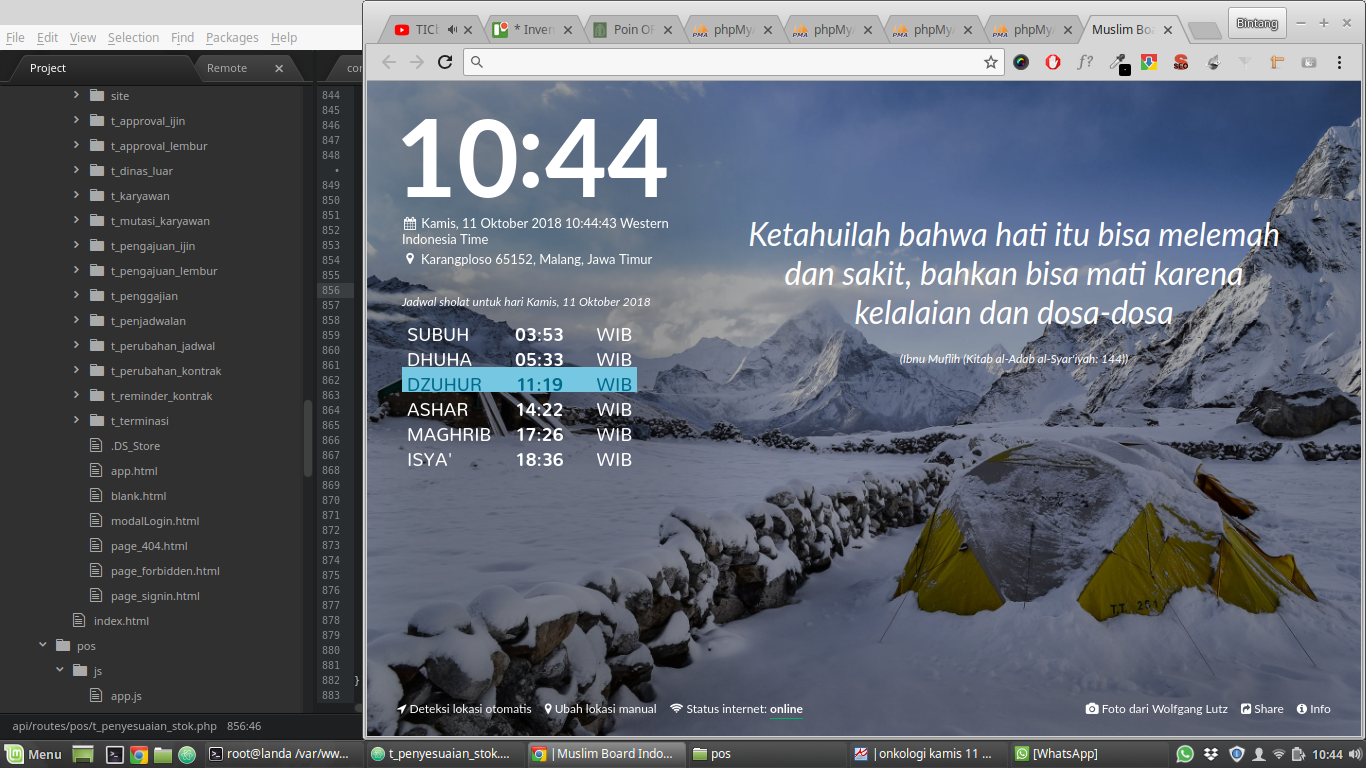 File Edit View Selection Find Packages Help
Project
Remote
TICI
* Inven
Poin OP
phpMy
phpMy
phpMy
phpMy
Muslim Bo
Bintang
f?
SEO
site
t_approval_ijin
t_approval_lembur
t_dinas_luar
t_karyawan
t_mutasi_karyawan
t_pengajuan_ijin
t_pengajuan_lembur
t_penggajian
t_penjadwalan
t_perubahan_jadwal
t_perubahan_kontrak
t_reminder_kontrak
t_terminasi
.DS_Store
app.html
blank.html
modalLogin.html
page_404.html
page_forbidden.html
page_signin.html
index.html
pos
js
app.js
844
845
846
847
848
849
850
851
852
853
854
855
856
857
858
859
860
861
862
863
864
865
866
867
868
869
870
871
872
873
874
875
876
877
878
879
880
881
882 }
883
10:44
Kamis, 11 Oktober 2018 10:44:43 Western
Indonesia Time
Karangploso 65152, Malang, Jawa Timur
Jadwal sholat untuk hari Kamis, 11 Oktober 2018
SUBUH 03:53 WIB
DHUHA 05:33 WIB
DZUHUR 11:19 WIB
ASHAR 14:22 WIB
MAGHRIB 17:26 WIB
ISYA' 18:36 WIB
Ketahuilah bahwa hati itu bisa melemah
dan sakit, bahkan bisa mati karena
kelalaian dan dosa-dosa
(Ibnu Muflih (Kitab al-Adab al-Syar'iyah: 144))
Deteksi lokasi otomatis Ubah lokasi manual Status internet: online
Foto dari Wolfgang Lutz Share Info
api/routes/pos/t_penyesuaian_stok.php 856:46
Menu
root@landa /var/ww...
t_penyesuaian_stok....
|Muslim Board Indo...
pos
|onkologi kamis 11 ...
[WhatsApp]
10:44